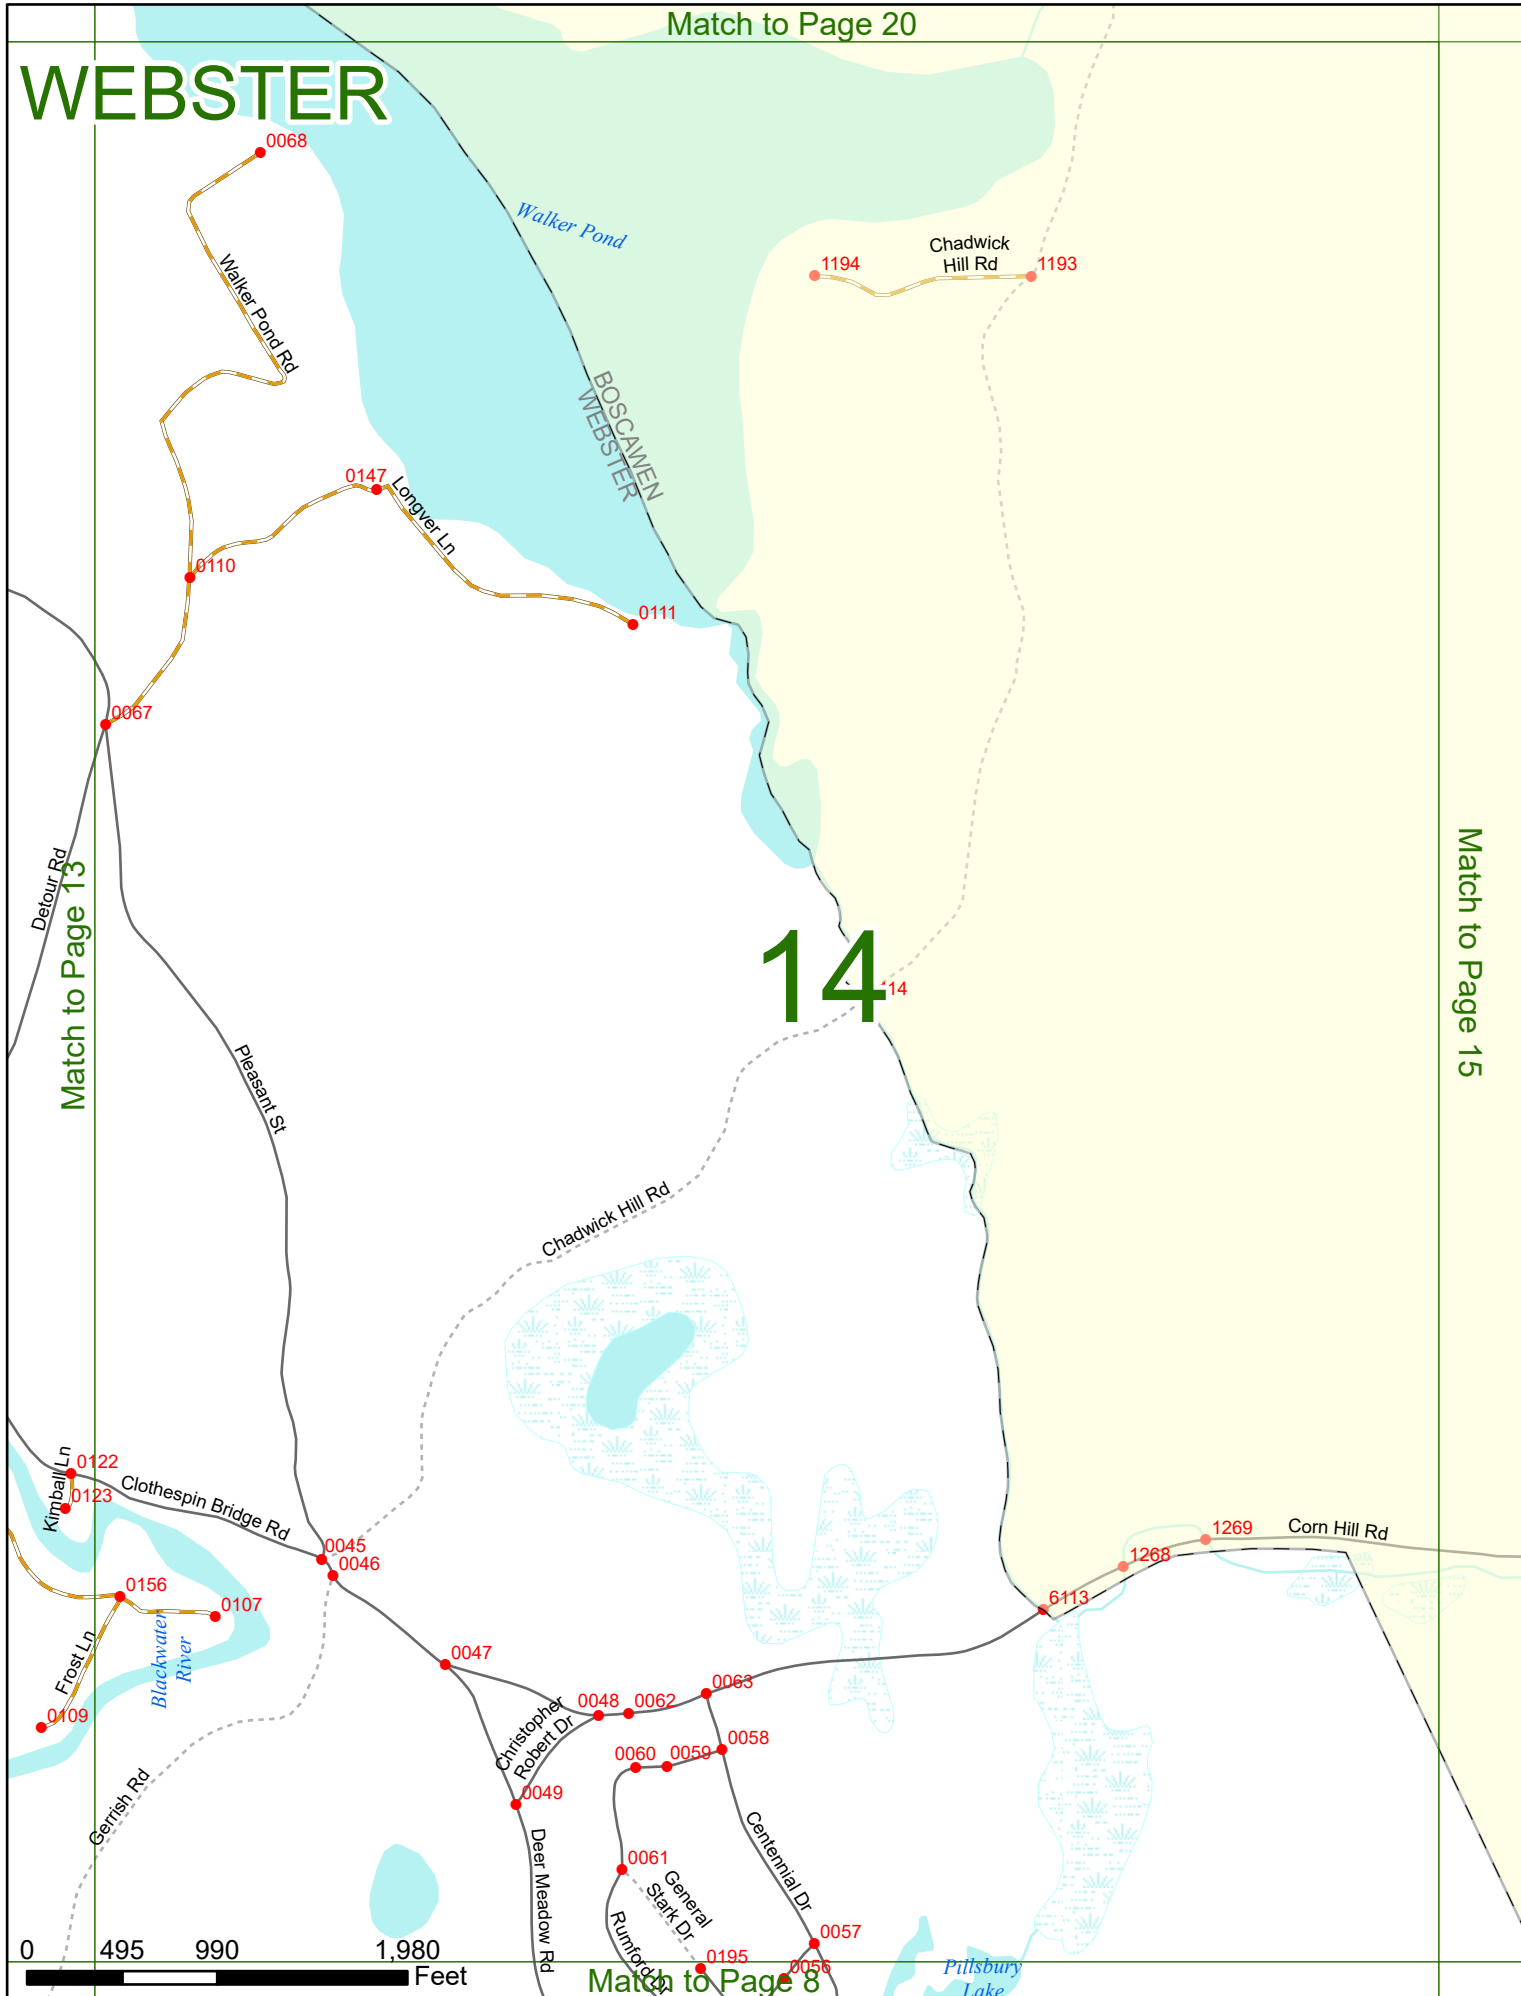 Match to Page 20
WEBSTER
0068
Walker Pond
Chadwick
Hill Rd
1194
1193
Walker Pond Rd
BOSCAWEN
WEBSTER
0147
Longver Ln
0110
0111
0067
Detour Rd
Match to Page 13
Match to Page 15
14
14
Pleasant St
Chadwick Hill Rd
Kimball Ln
0122
0123
Clothespin Bridge Rd
0045
0046
1269
Corn Hill Rd
1268
6113
0156
0107
Blackwater
River
Frost Ln
0109
0047
0063
0048
0062
Christopher
Robert Dr
0058
0060
0059
0049
Gerrish Rd
Centennial Dr
Deer Meadow Rd
0061
General
Stark Dr
Rumford Dr
0057
0195
0056
Pillsbury
Lake
0
495
990
1,980
Feet
Match to Page 8